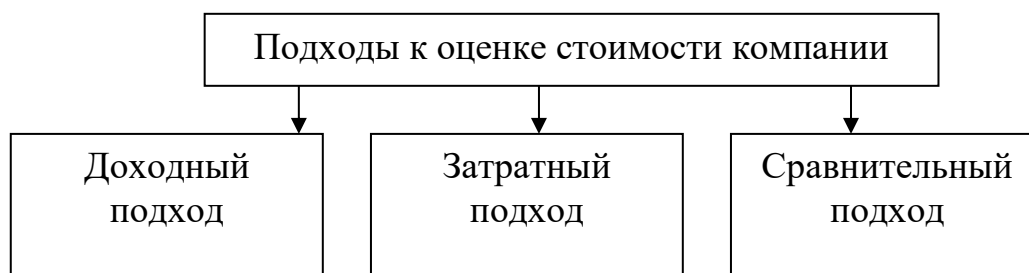 Подходы к оценке стоимости компании
Доходный
подход
Затратный
подход
Сравнительный
подход